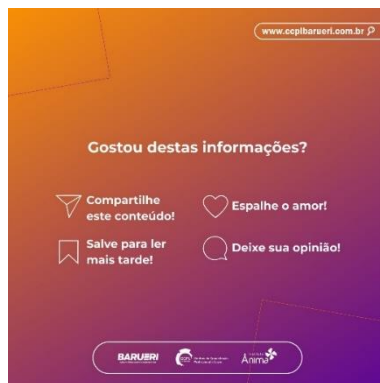 www.ccplbarueri.com.br
Gostou destas informações?
Compartilhe
este conteúdo!
Espalhe o amor!
Salve para ler
mais tarde!
Deixe sua opinião!
BARUERI
Ânima